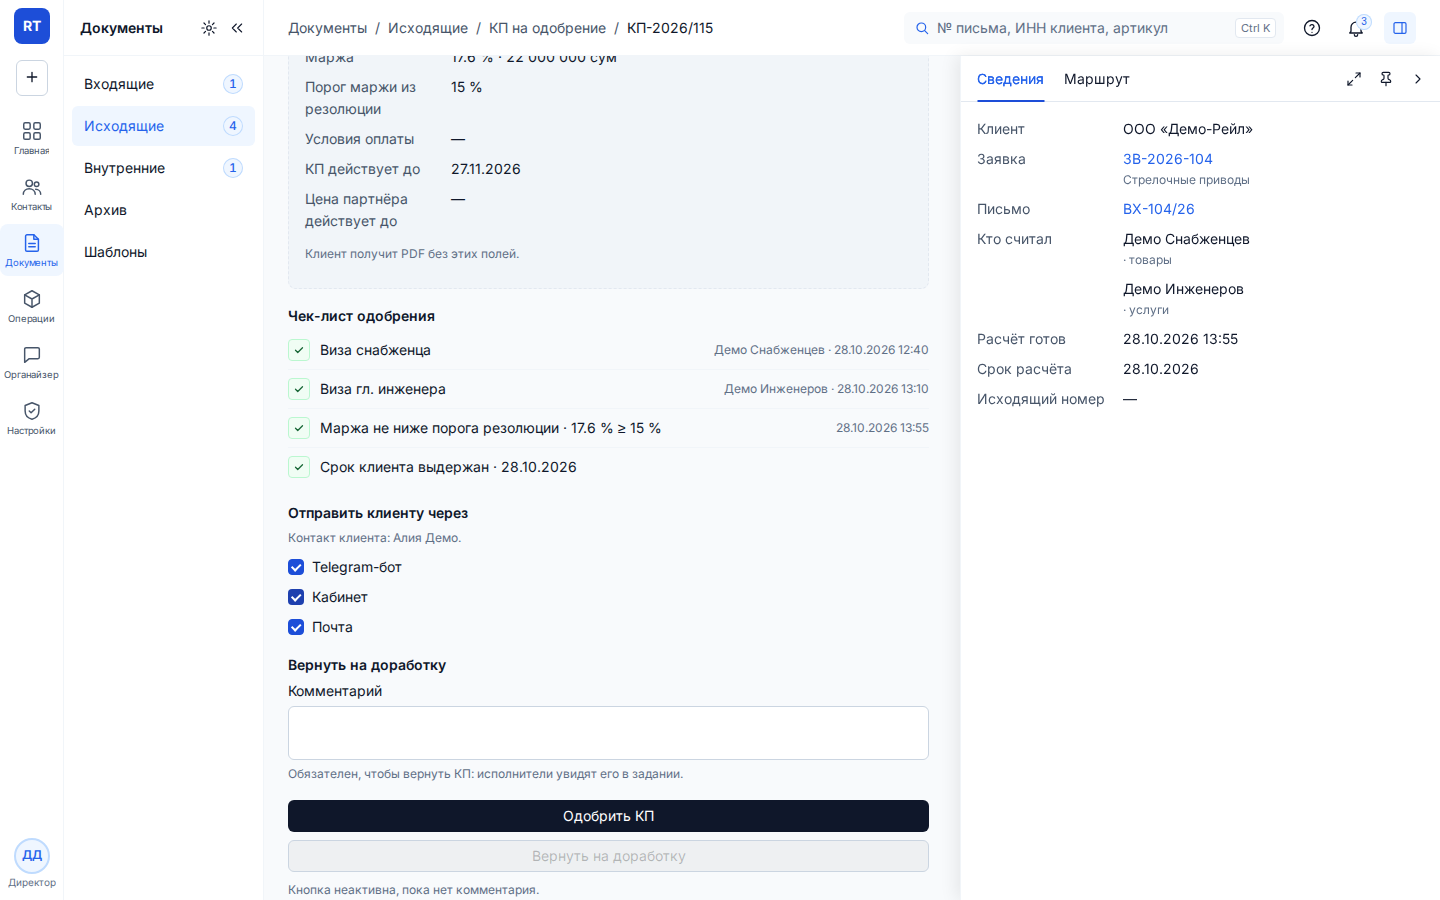 RT
Главная
Контакты
Документы
Операции
Органайзер
Настройки
ДД
Директор
Документы
Входящие 1
Исходящие 4
Внутренние 1
Архив
Шаблоны
Документы / Исходящие / КП на одобрение / КП-2026/115
№ письма, ИНН клиента, артикул Ctrl K
3
Маржа 17.6 % · 22 000 000 сум
Порог маржи из 15 %
резолюции
Условия оплаты —
КП действует до 27.11.2026
Цена партнёра —
действует до
Клиент получит PDF без этих полей.
Чек-лист одобрения
Виза снабженца Демо Снабженцев · 28.10.2026 12:40
Виза гл. инженера Демо Инженеров · 28.10.2026 13:10
Маржа не ниже порога резолюции · 17.6 % ≥ 15 % 28.10.2026 13:55
Срок клиента выдержан · 28.10.2026
Отправить клиенту через
Контакт клиента: Алия Демо.
Telegram-бот
Кабинет
Почта
Вернуть на доработку
Комментарий
Обязателен, чтобы вернуть КП: исполнители увидят его в задании.
Одобрить КП
Вернуть на доработку
Кнопка неактивна, пока нет комментария.
Сведения Маршрут
Клиент ООО «Демо-Рейл»
Заявка ЗВ-2026-104
Стрелочные приводы
Письмо ВХ-104/26
Кто считал Демо Снабженцев
· товары
Демо Инженеров
· услуги
Расчёт готов 28.10.2026 13:55
Срок расчёта 28.10.2026
Исходящий номер —